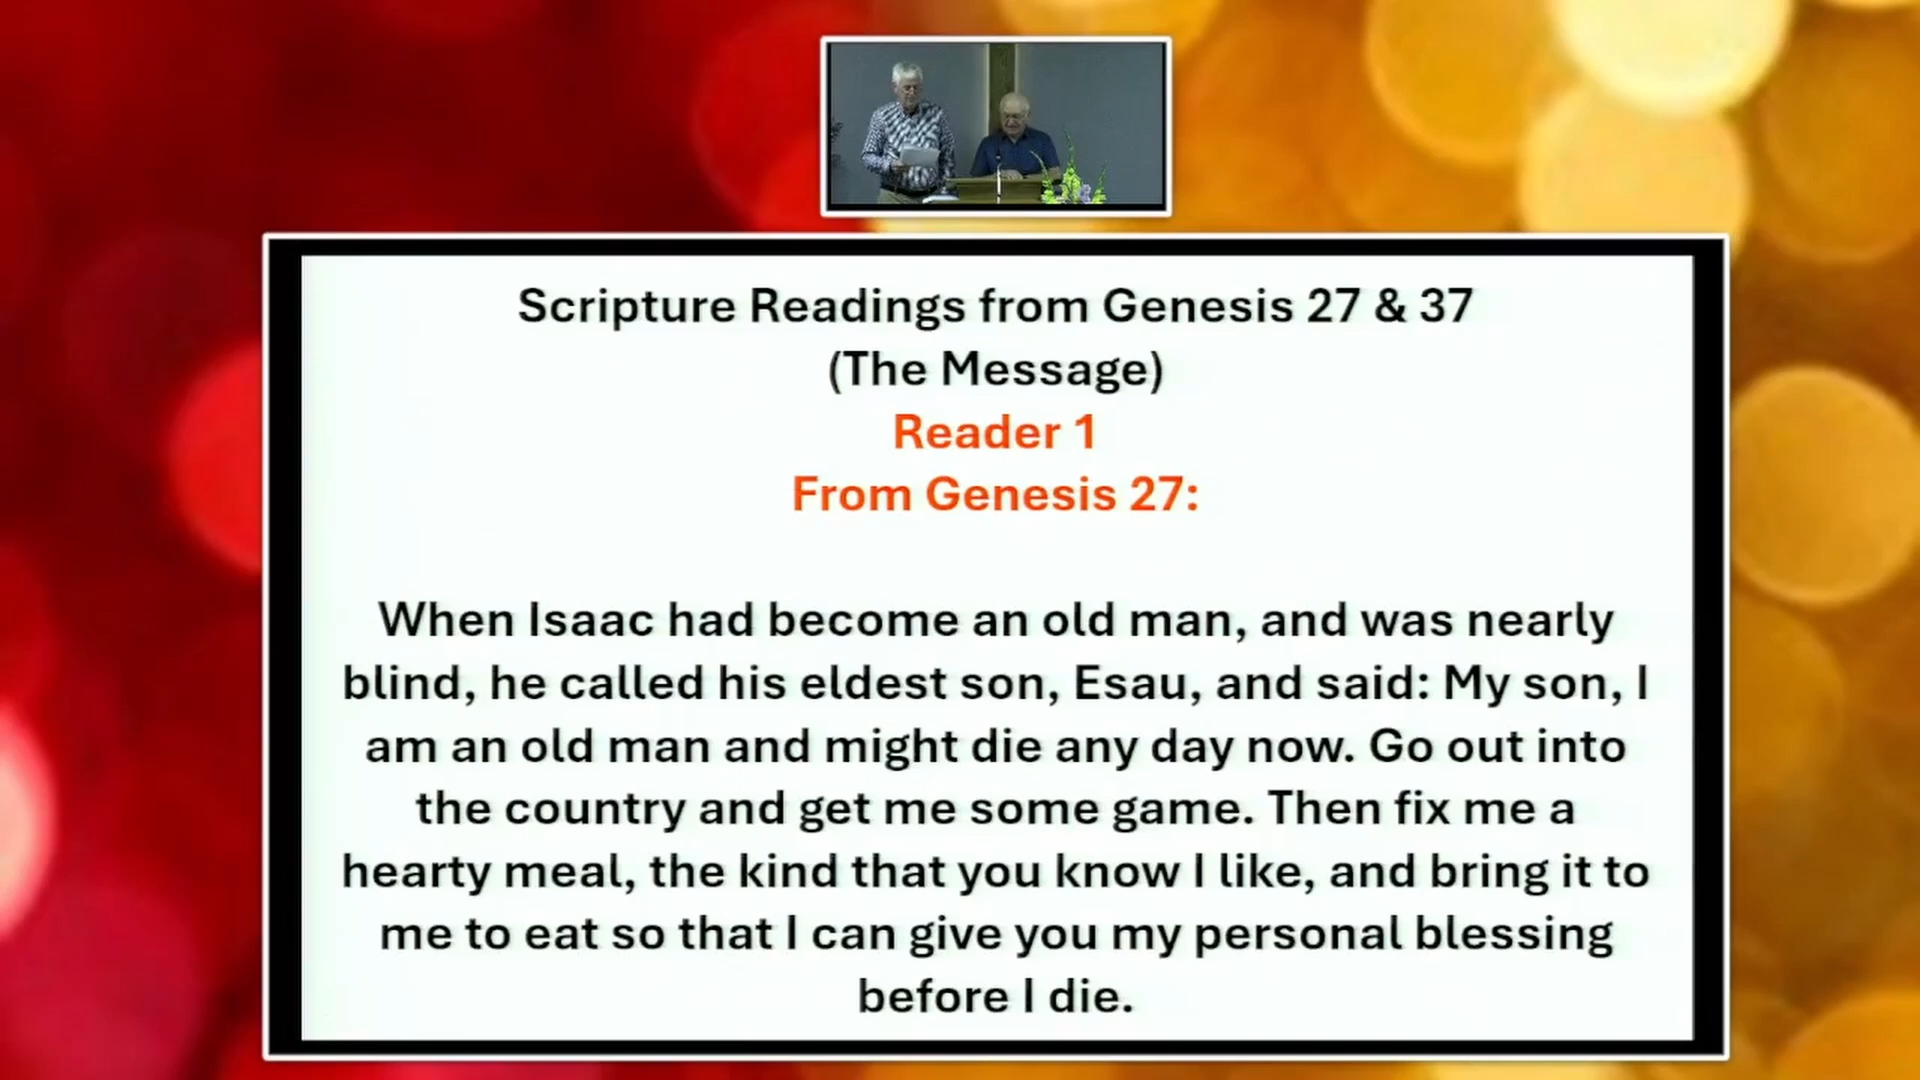 Scripture Readings from Genesis 27 & 37
(The Message)
Reader 1
From Genesis 27:
When Isaac had become an old man, and was nearly
blind, he called his eldest son, Esau, and said: My son, I
am an old man and might die any day now. Go out into
the country and get me some game. Then fix me a
hearty meal, the kind that you know I like, and bring it to
me to eat so that I can give you my personal blessing
before I die.